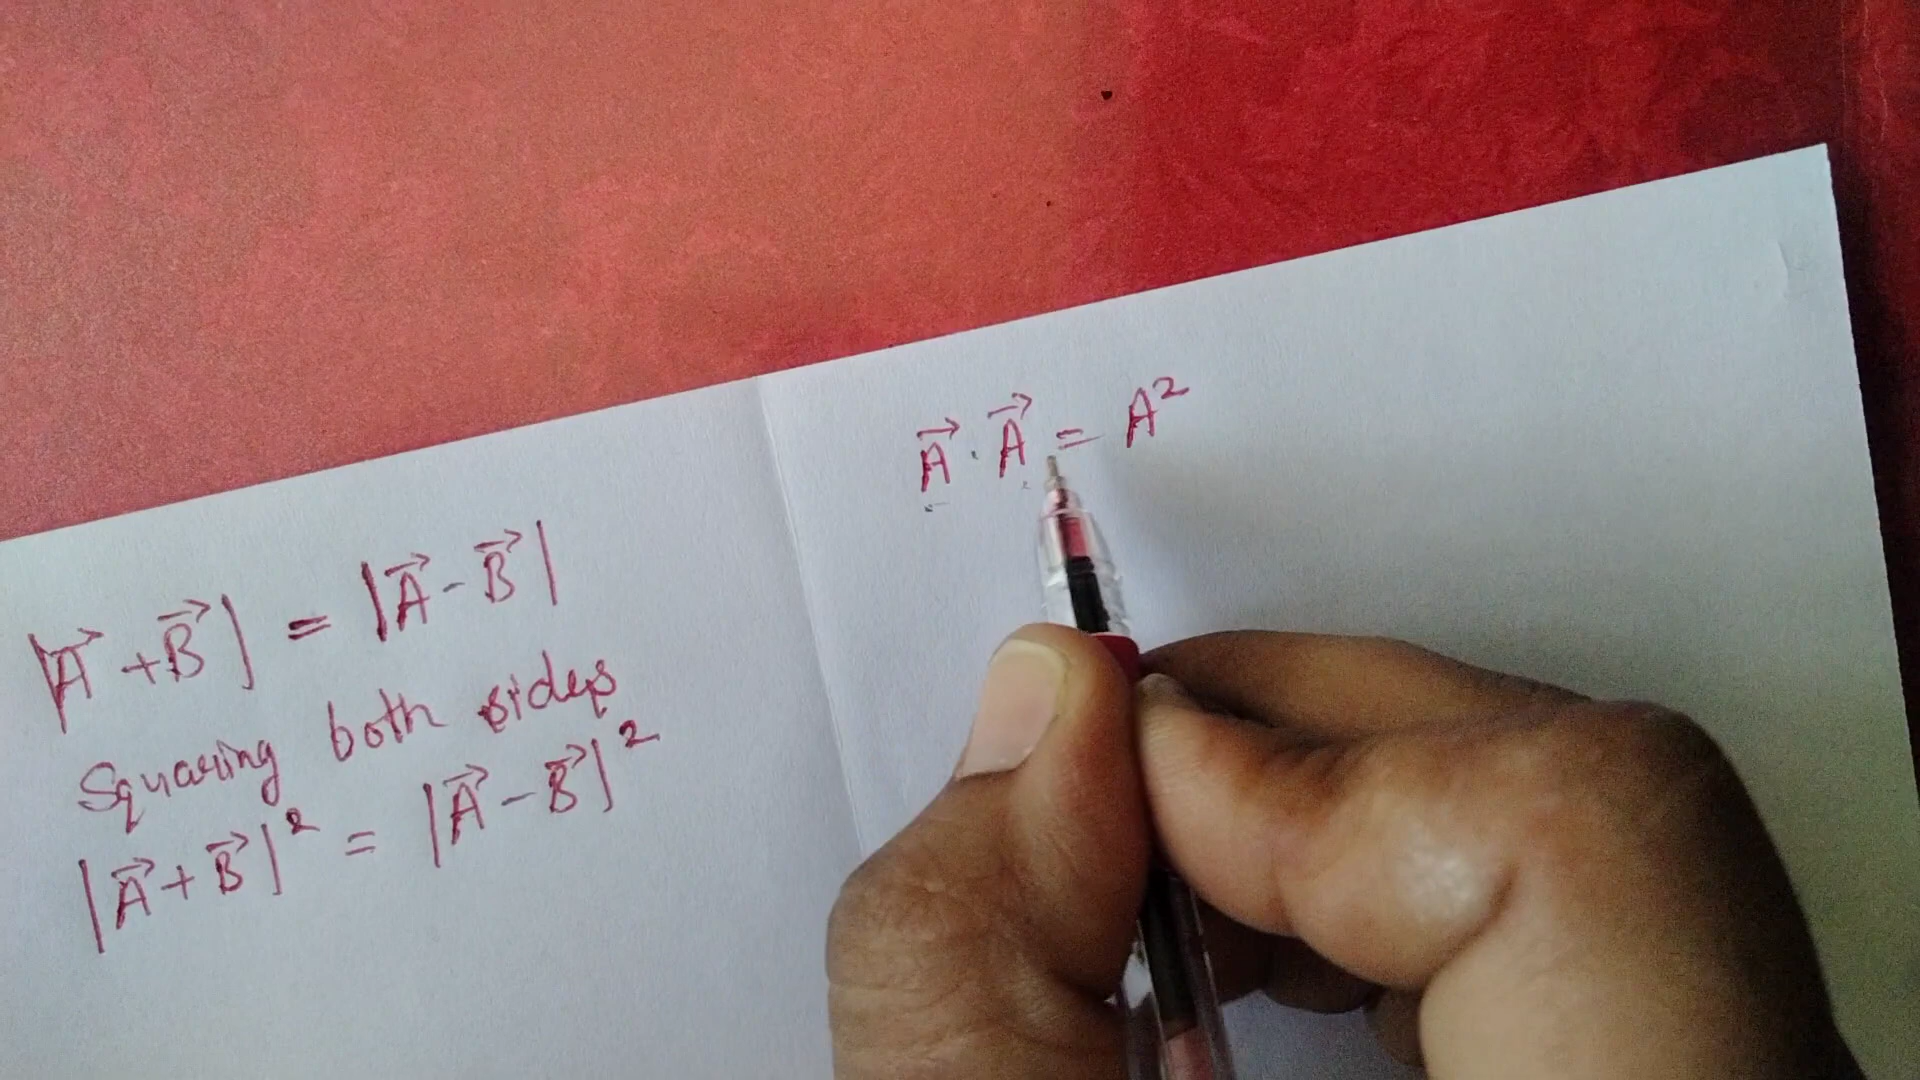 |A⃗ + B⃗| = |A⃗ - B⃗|
Squaring both sides
|A⃗ + B⃗|² = |A⃗ - B⃗|²
A⃗ · A⃗ = A²